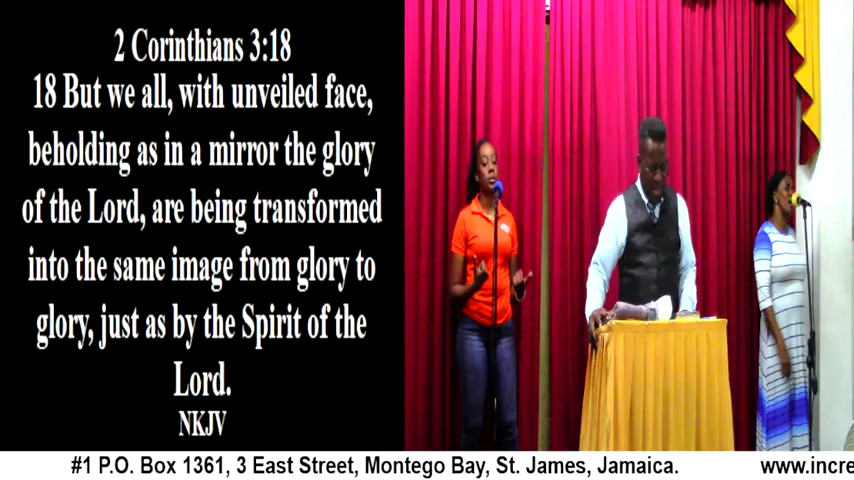 2 Corinthians 3:18
18 But we all, with unveiled face,
beholding as in a mirror the glory
of the Lord, are being transformed
into the same image from glory to
glory, just as by the Spirit of the
Lord.
NKJV
#1 P.O. Box 1361, 3 East Street, Montego Bay, St. James, Jamaica.
www.incre